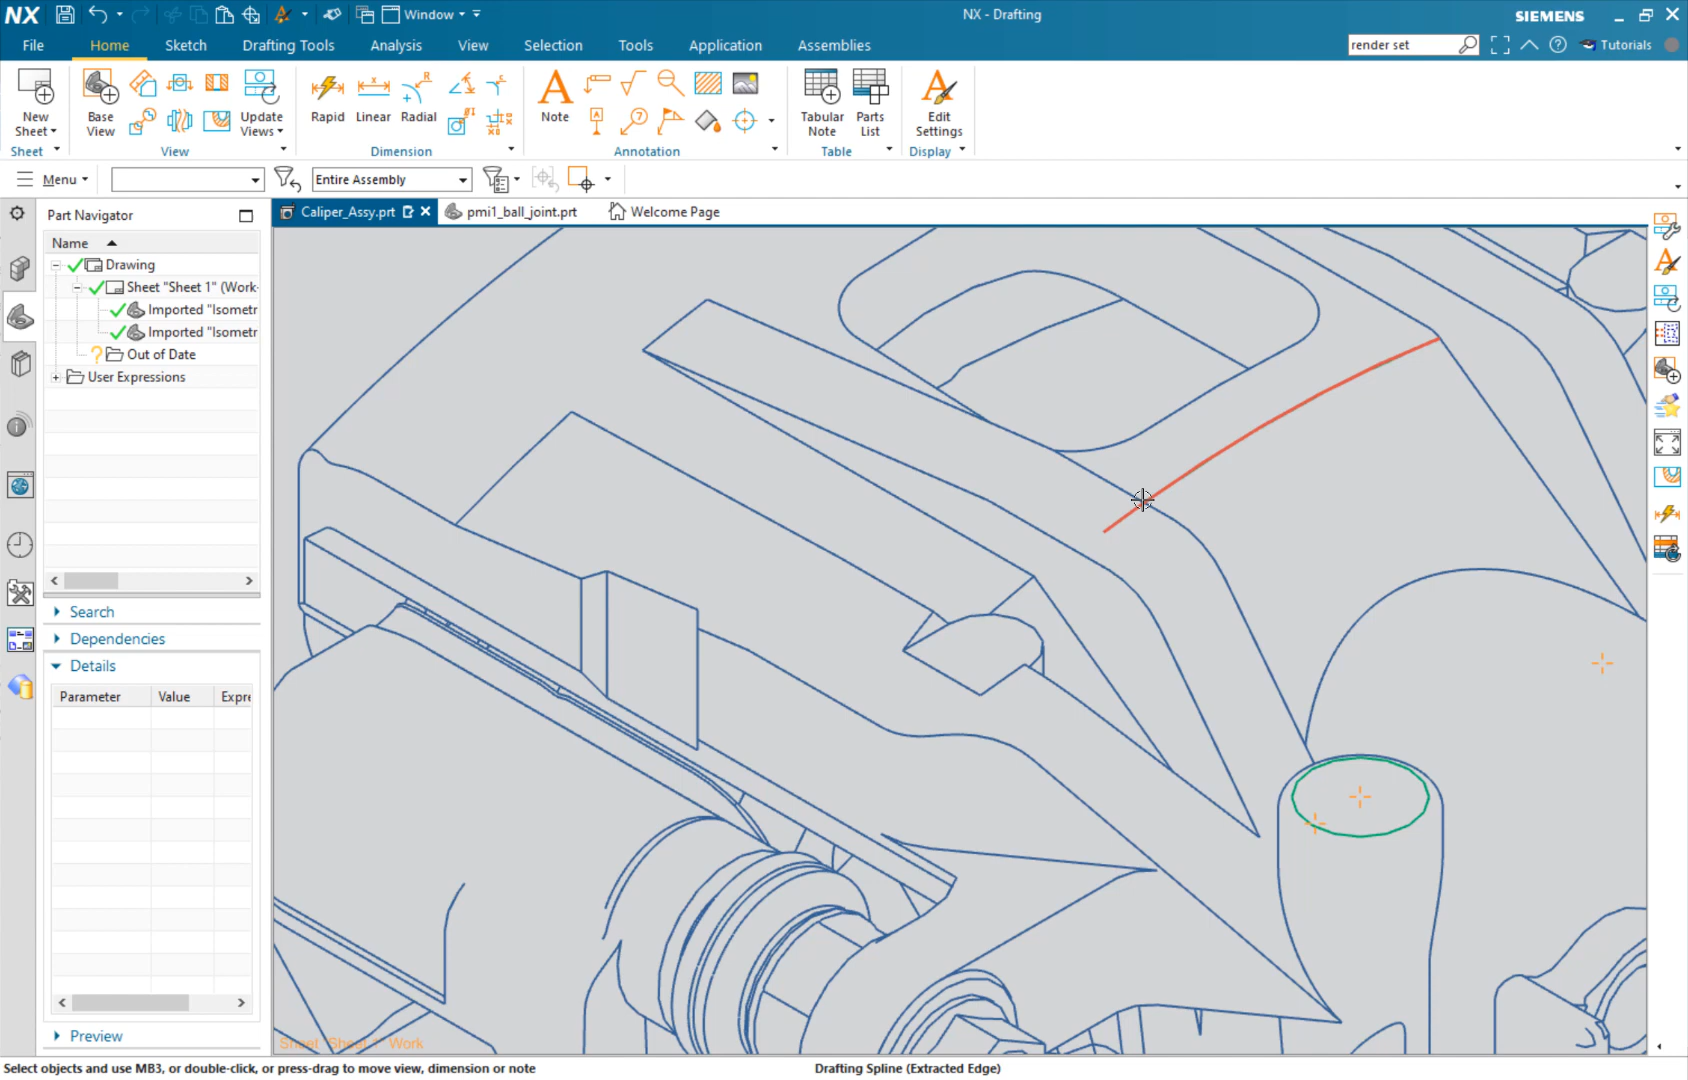 NX
Window
NX - Drafting
SIEMENS
File
Home
Sketch
Drafting Tools
Analysis
View
Selection
Tools
Application
Assemblies
render set
Tutorials
New
Sheet
Base
View
Update
Views
Rapid
Linear
Radial
Note
Tabular
Note
Parts
List
Edit
Settings
Sheet
View
Dimension
Annotation
Table
Display
Menu
Entire Assembly
Part Navigator
Caliper_Assy.prt
pmi1_ball_joint.prt
Welcome Page
Name
Drawing
Sheet "Sheet 1" (Work-
Imported "Isometr
Imported "Isometr
Out of Date
User Expressions
Search
Dependencies
Details
Parameter
Value
Expre
Preview
Sheet "Sheet 1" Work
Select objects and use MB3, or double-click, or press-drag to move view, dimension or note
Drafting Spline (Extracted Edge)